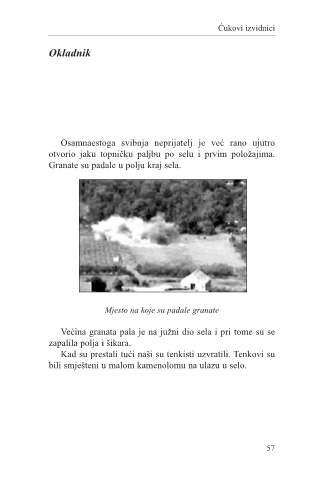 Ćukovi izvidnici
Okladnik
Osamnaestoga svibnja neprijatelj je već rano ujutro
otvorio jaku topničku paljbu po selu i prvim položajima.
Granate su padale u polju kraj sela.
Mjesto na koje su padale granate
Većina granata pala je na južni dio sela i pri tome su se
zapalila polja i šikara.
Kad su prestali tući naši su tenkisti uzvratili. Tenkovi su
bili smješteni u malom kamenolomu na ulazu u selo.
57